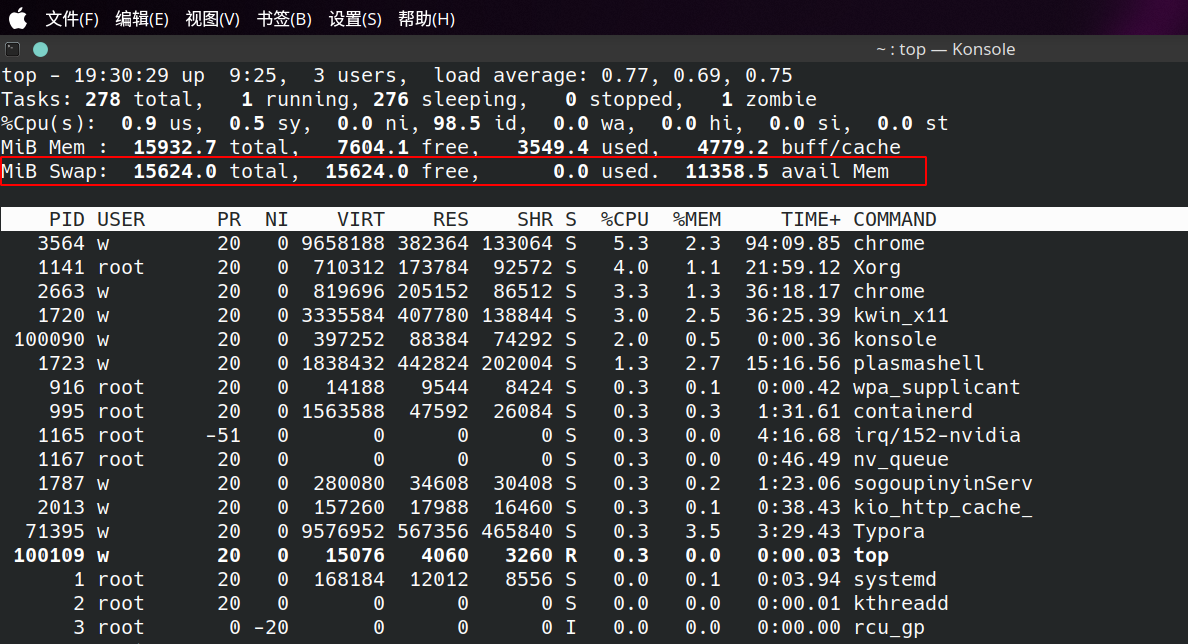 文件(F) 编辑(E) 视图(V) 书签(B) 设置(S) 帮助(H)
~ : top — Konsole
top - 19:30:29 up  9:25,  3 users,  load average: 0.77, 0.69, 0.75
Tasks: 278 total,   1 running, 276 sleeping,   0 stopped,   1 zombie
%Cpu(s):  0.9 us,  0.5 sy,  0.0 ni, 98.5 id,  0.0 wa,  0.0 hi,  0.0 si,  0.0 st
MiB Mem :  15932.7 total,   7604.1 free,   3549.4 used,   4779.2 buff/cache
MiB Swap:  15624.0 total,  15624.0 free,      0.0 used.  11358.5 avail Mem
PID USER      PR  NI    VIRT    RES    SHR S  %CPU  %MEM     TIME+ COMMAND
3564 w         20   0 9658188 382364 133064 S   5.3   2.3  94:09.85 chrome
1141 root      20   0  710312 173784  92572 S   4.0   1.1  21:59.12 Xorg
2663 w         20   0  819696 205152  86512 S   3.3   1.3  36:18.17 chrome
1720 w         20   0 3335584 407780 138844 S   3.0   2.5  36:25.39 kwin_x11
100090 w         20   0  397252  88384  74292 S   2.0   0.5   0:00.36 konsole
1723 w         20   0 1838432 442824 202004 S   1.3   2.7  15:16.56 plasmashell
916 root      20   0   14188   9544   8424 S   0.3   0.1   0:00.42 wpa_supplicant
995 root      20   0 1563588  47592  26084 S   0.3   0.3   1:31.61 containerd
1165 root     -51   0       0      0      0 S   0.3   0.0   4:16.68 irq/152-nvidia
1167 root      20   0       0      0      0 S   0.3   0.0   0:46.49 nv_queue
1787 w         20   0  280080  34608  30408 S   0.3   0.2   1:23.06 sogoupinyinServ
2013 w         20   0  157260  17988  16460 S   0.3   0.1   0:38.43 kio_http_cache_
71395 w         20   0 9576952 567356 465840 S   0.3   3.5   3:29.43 Typora
100109 w         20   0   15076   4060   3260 R   0.3   0.0   0:00.03 top
1 root      20   0  168184  12012   8556 S   0.0   0.1   0:03.94 systemd
2 root      20   0       0      0      0 S   0.0   0.0   0:00.01 kthreadd
3 root       0 -20       0      0      0 I   0.0   0.0   0:00.00 rcu_gp